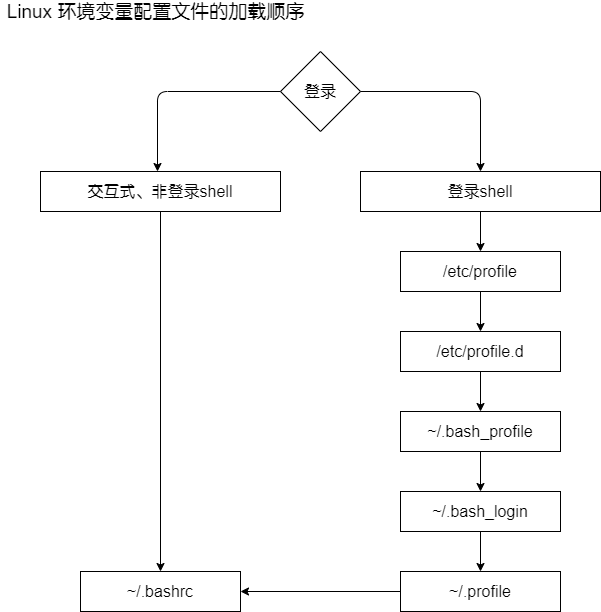 Linux 环境变量配置文件的加载顺序
登录
交互式、非登录shell
登录shell
/etc/profile
/etc/profile.d
~/.bash_profile
~/.bash_login
~/.bashrc
~/.profile